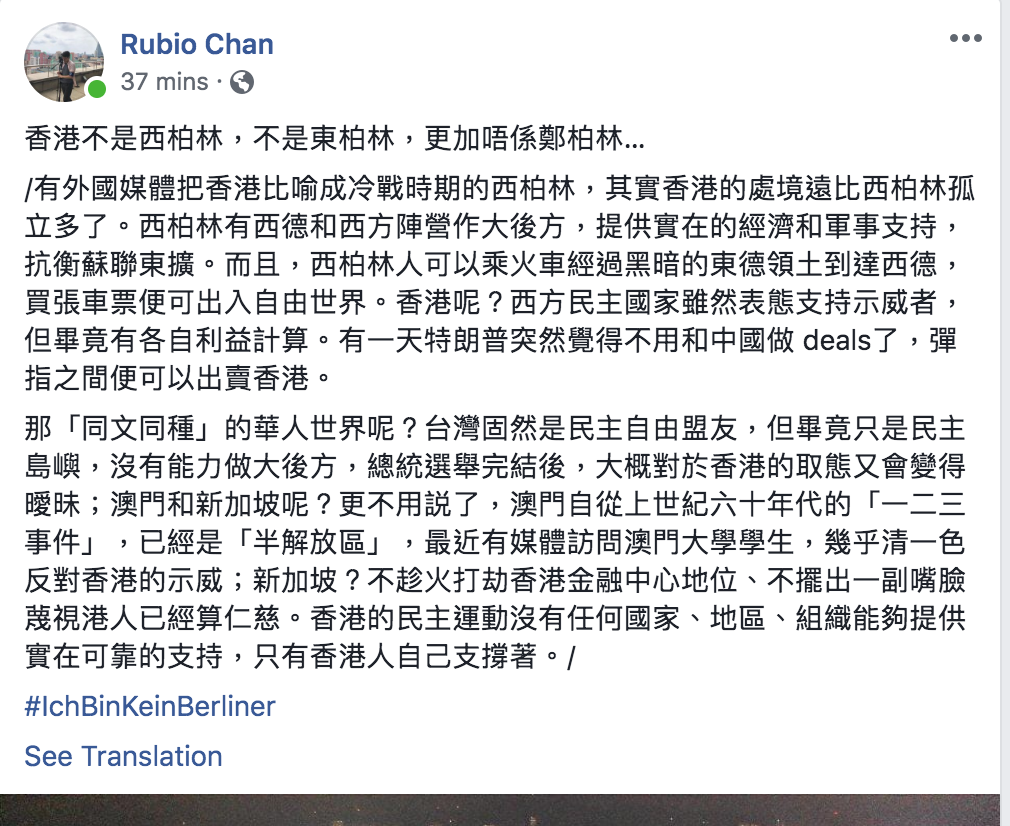 Rubio Chan
37 mins ·
香港不是西柏林，不是東柏林，更加唔係鄭柏林...
/有外國媒體把香港比喻成冷戰時期的西柏林，其實香港的處境遠比西柏林孤
立多了。西柏林有西德和西方陣營作大後方，提供實在的經濟和軍事支持，
抗衡蘇聯東擴。而且，西柏林人可以乘火車經過黑暗的東德領土到達西德，
買張車票便可出入自由世界。香港呢？西方民主國家雖然表態支持示威者，
但畢竟有各自利益計算。有一天特朗普突然覺得不用和中國做 deals了，彈
指之間便可以出賣香港。
那「同文同種」的華人世界呢？台灣固然是民主自由盟友，但畢竟只是民主
島嶼，沒有能力做大後方，總統選舉完結後，大概對於香港的取態又會變得
曖昧；澳門和新加坡呢？更不用説了，澳門自從上世紀六十年代的「一二三
事件」，已經是「半解放區」，最近有媒體訪問澳門大學學生，幾乎清一色
反對香港的示威；新加坡？不趁火打劫香港金融中心地位、不擺出一副嘴臉
蔑視港人已經算仁慈。香港的民主運動沒有任何國家、地區、組織能夠提供
實在可靠的支持，只有香港人自己支撐著。/
#IchBinKeinBerliner
See Translation